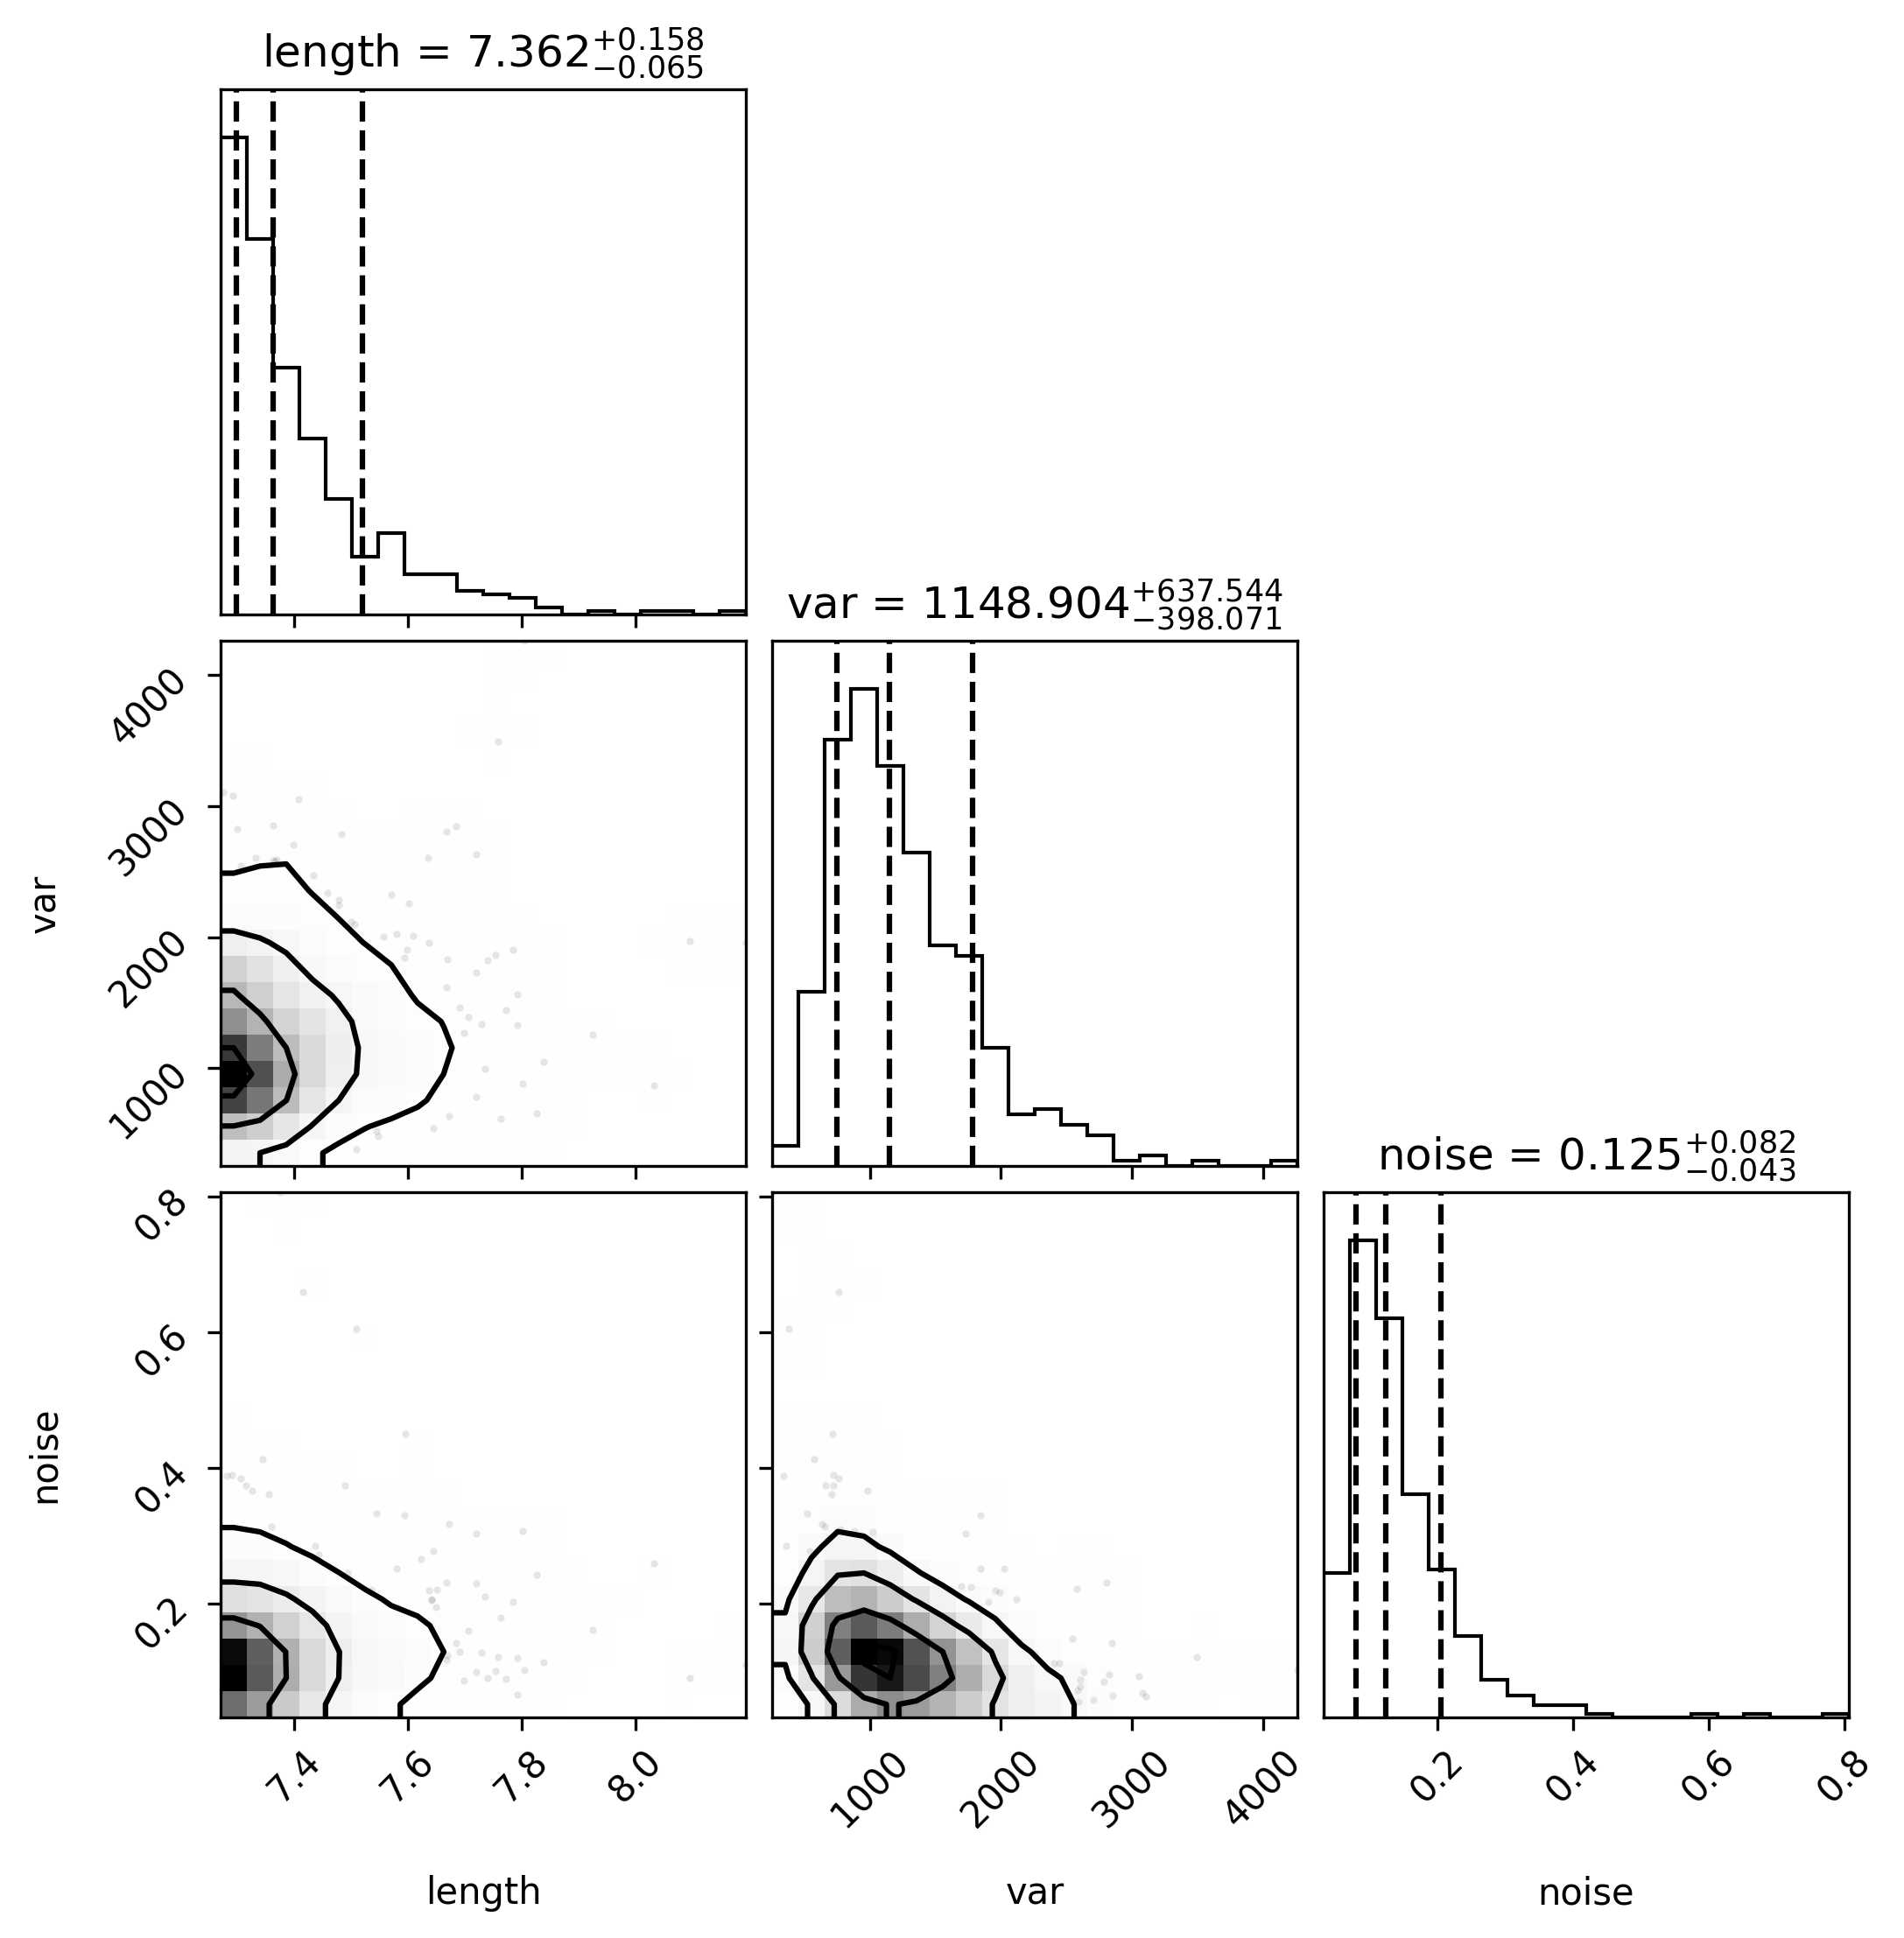 length = 7.362+0.158−0.065
var = 1148.904+637.544−398.071
4000
3000
2000
1000
var
noise = 0.125+0.082−0.043
0.8
0.6
0.4
0.2
noise
7.4 7.6 7.8 8.0
1000 2000 3000 4000
0.2 0.4 0.6 0.8
length
var
noise